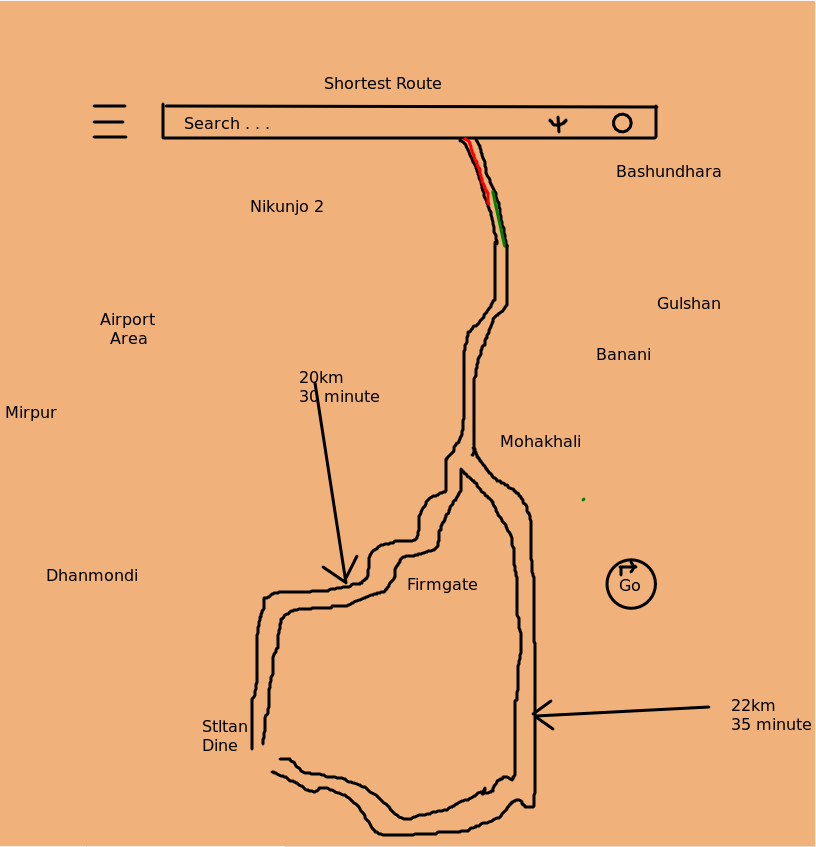 Shortest Route
Search . . .
Bashundhara
Nikunjo 2
Gulshan
Airport
Area
Banani
20km
30 minute
Mirpur
Mohakhali
Dhanmondi
Firmgate
Go
22km
35 minute
Stltan
Dine